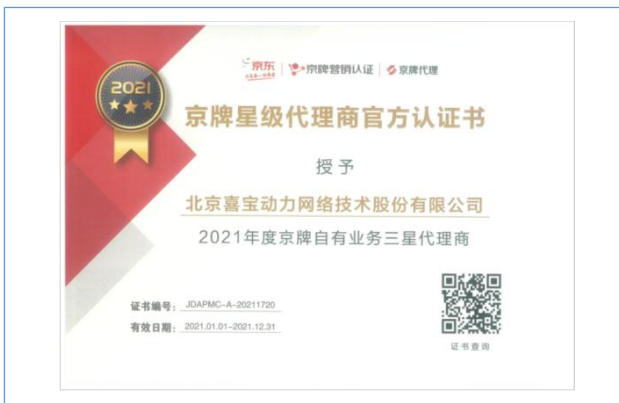 2021
京东
京牌营销认证
京牌代理
京牌星级代理商官方认证书
授予
北京喜宝动力网络技术股份有限公司
2021年度京牌自有业务三星代理商
证书编号：JDAPMC-A-20211720
有效日期：2021.01.01-2021.12.31
证书查询